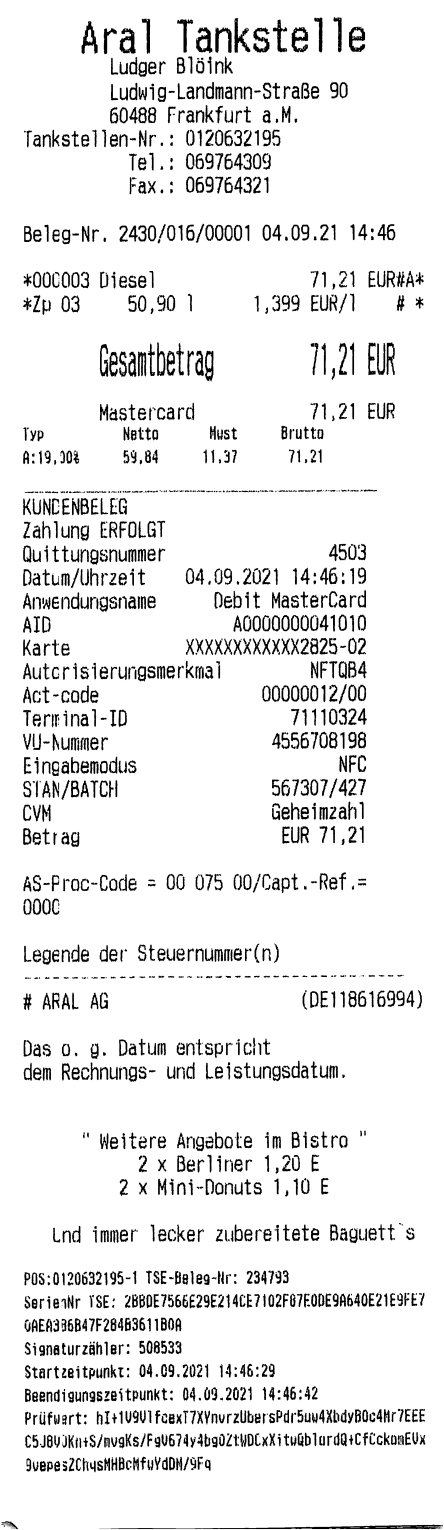 Aral Tankstelle
Ludger Blöink
Ludwig-Landmann-Straße 90
60488 Frankfurt a.M.
Tankstellen-Nr.: 0120632195
Tel.: 069764309
Fax.: 069764321
Beleg-Nr. 2430/016/00001 04.09.21 14:46
*000003 Diesel 71,21 EUR#A*
*Zp 03 50,90 l 1,399 EUR/l # *
Gesamtbetrag 71,21 EUR
Mastercard 71,21 EUR
Typ Netto Mwst Brutto
A:19,00% 59,84 11,37 71,21
KUNDENBELEG
Zahlung ERFOLGT
Quittungsnummer 4503
Datum/Uhrzeit 04.09.2021 14:46:19
Anwendungsname Debit MasterCard
AID A0000000041010
Karte XXXXXXXXXXXX2825-02
Autorisierungsmerkmal NFTQB4
Act-code 00000012/00
Terminal-ID 71110324
VU-Nummer 4556708198
Eingabemodus NFC
STAN/BATCH 567307/427
CVM Geheimzahl
Betrag EUR 71,21
AS-Proc-Code = 00 075 00/Capt.-Ref.=
0000
Legende der Steuernummer(n)
# ARAL AG (DE118616994)
Das o. g. Datum entspricht
dem Rechnungs- und Leistungsdatum.
" Weitere Angebote im Bistro "
2 x Berliner 1,20 E
2 x Mini-Donuts 1,10 E
Und immer lecker zubereitete Baguett`s
POS:0120632195-1 TSE-Beleg-Nr: 234793
SerienNr TSE:
Signaturzähler: 508533
Startzeitpunkt: 04.09.2021 14:46:29
Beendigungszeitpunkt: 04.09.2021 14:46:42
Prüfwert: